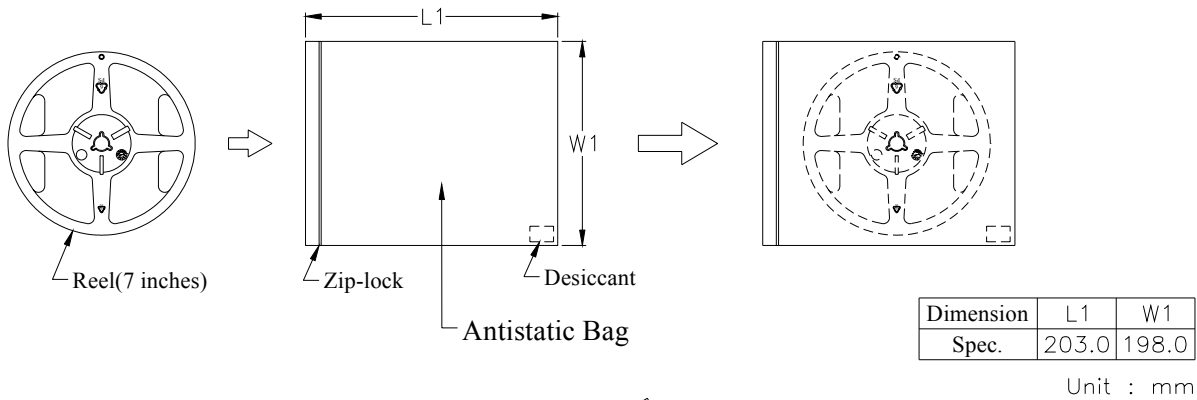 L1
W1
Reel(7 inches)
Zip-lock
Desiccant
Antistatic Bag
Dimension L1 W1
Spec. 203.0 198.0
Unit : mm